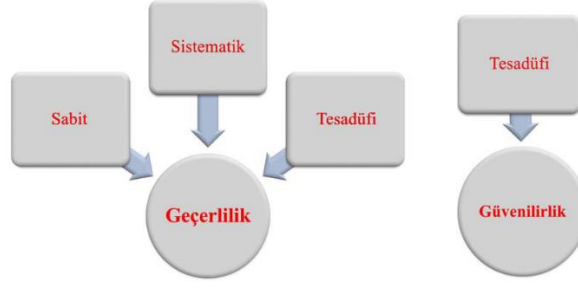 Sistematik
Sabit
Tesadüfi
Geçerlilik
Tesadüfi
Güvenilirlik